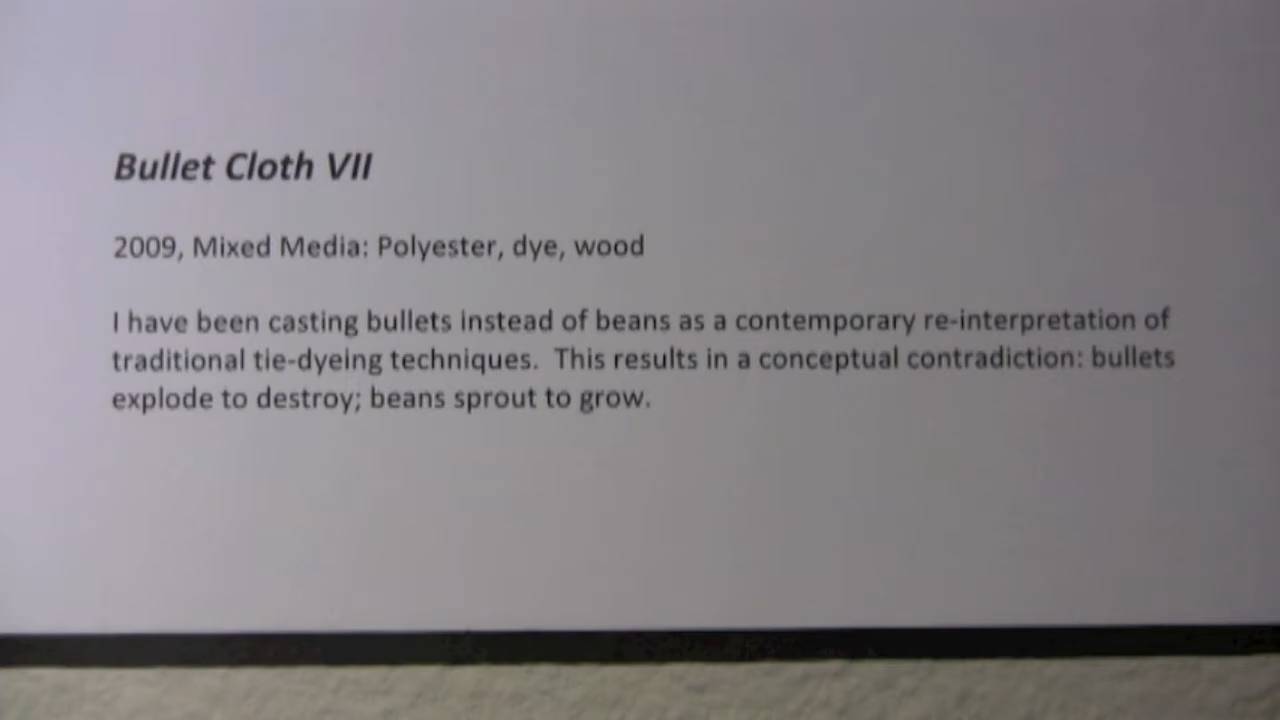 Bullet Cloth VII
2009, Mixed Media: Polyester, dye, wood
I have been casting bullets instead of beans as a contemporary re-interpretation of
traditional tie-dyeing techniques.  This results in a conceptual contradiction: bullets
explode to destroy; beans sprout to grow.